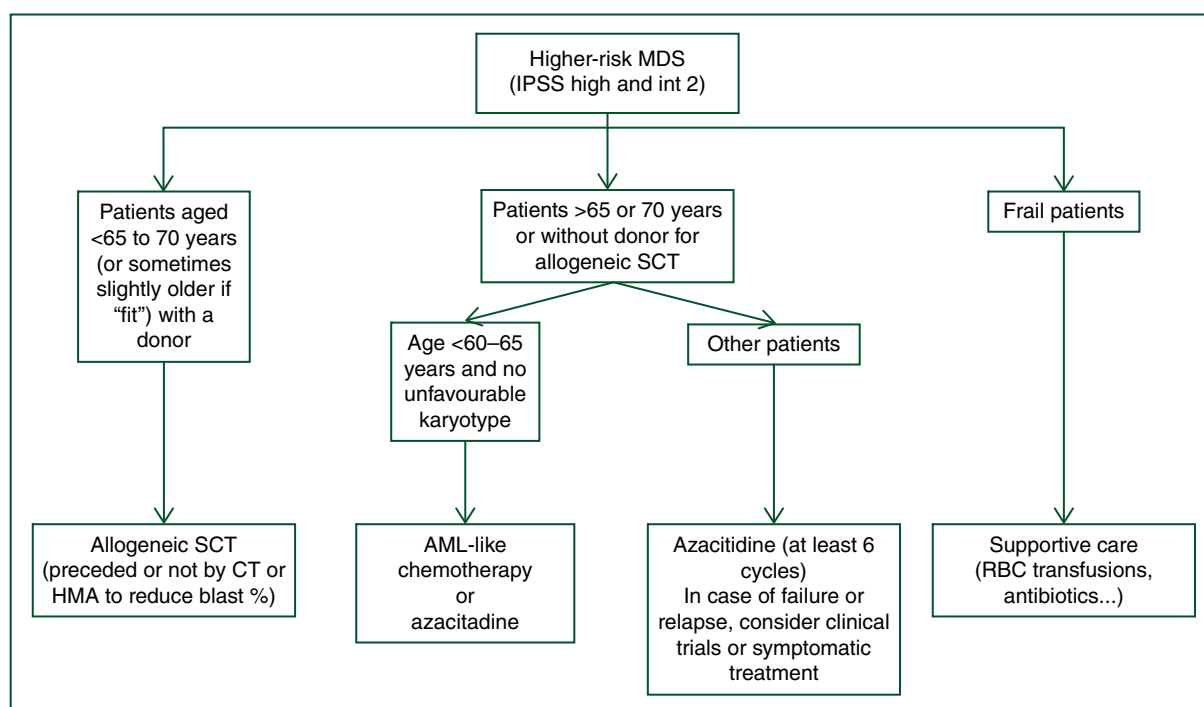 Higher-risk MDS
(IPSS high and int 2)
Patients aged
<65 to 70 years
(or sometimes
slightly older if
“fit”) with a
donor
Patients >65 or 70 years
or without donor for
allogeneic SCT
Frail patients
Age <60–65
years and no
unfavourable
karyotype
Other patients
Allogeneic SCT
(preceded or not by CT or
HMA to reduce blast %)
AML-like
chemotherapy
or
azacitadine
Azacitidine (at least 6
cycles)
In case of failure or
relapse, consider clinical
trials or symptomatic
treatment
Supportive care
(RBC transfusions,
antibiotics...)